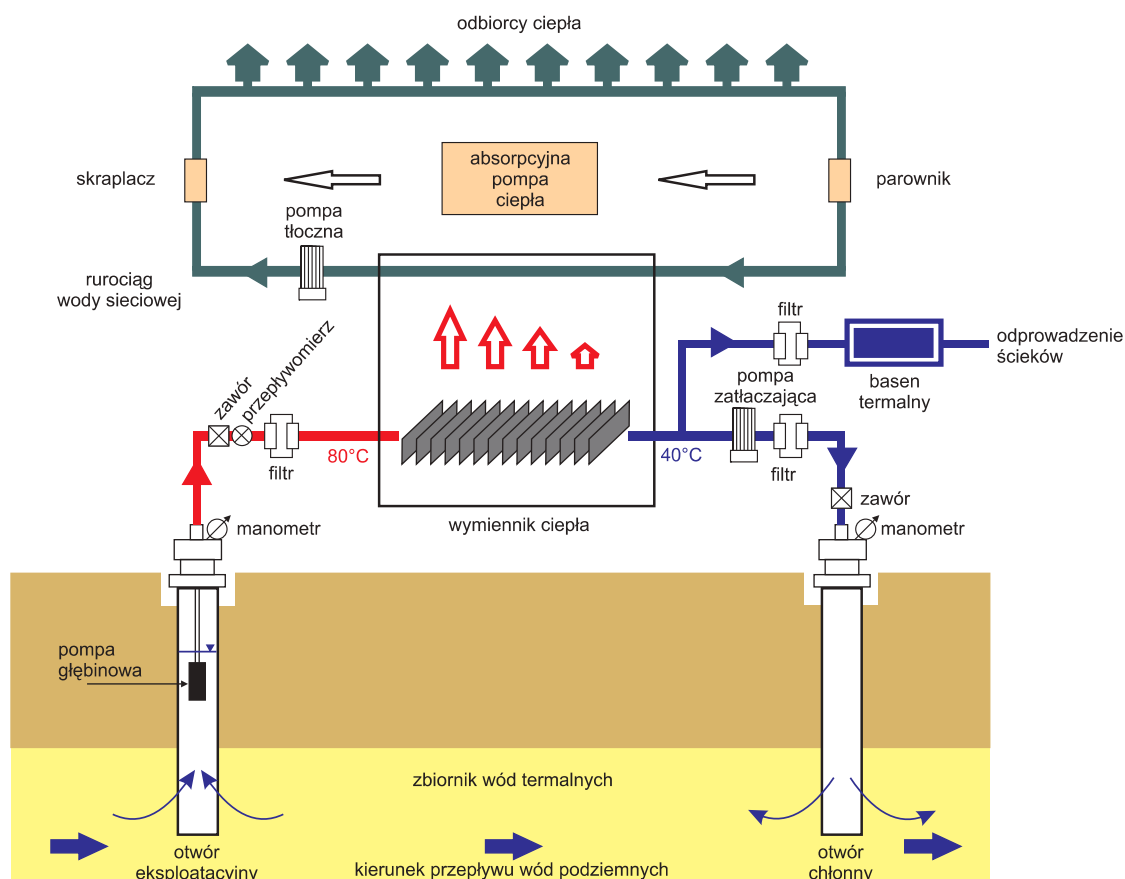 odbiorcy ciepła
skraplacz
absorpcyjna
pompa
ciepła
parownik
pompa
tłoczna
rurociąg
wody sieciowej
zawór
przepływomierz
filtr
80°C
wymiennik ciepła
40°C
filtr
basen
termalny
odprowadzenie
ścieków
pompa
zatłaczająca
filtr
zawór
manometr
manometr
pompa
głębinowa
zbiornik wód termalnych
otwór
eksploatacyjny
kierunek przepływu wód podziemnych
otwór
chłonny